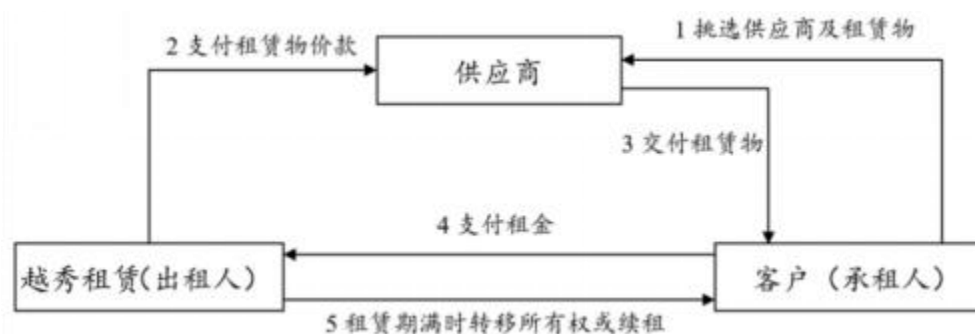 1 挑选供应商及租赁物
2 支付租赁物价款
供应商
3 交付租赁物
4 支付租金
越秀租赁(出租人)
客户（承租人）
5 租赁期满时转移所有权或续租